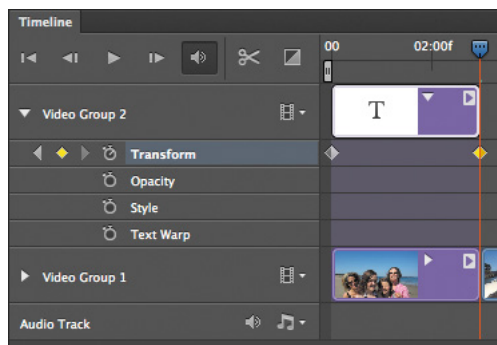 Timeline
00 02:00f
Video Group 2
T
Transform
Opacity
Style
Text Warp
Video Group 1
Audio Track